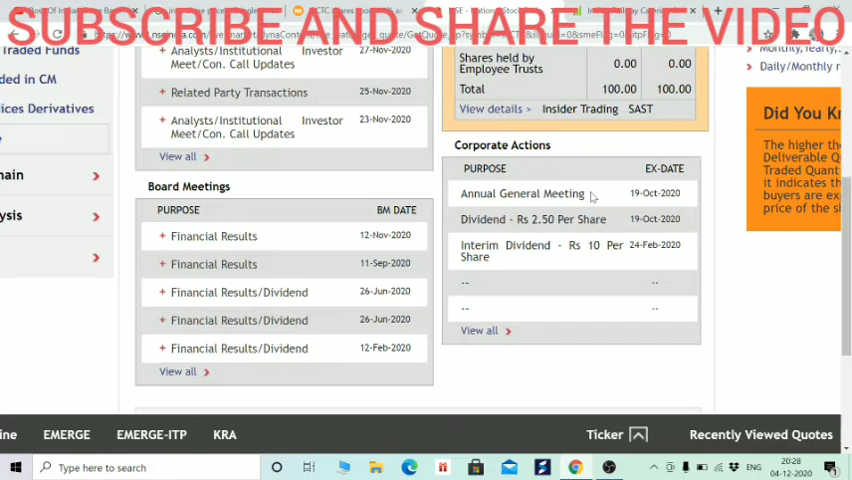 SUBSCRIBE AND SHARE THE VIDEO
Traded Funds
ded in CM
ices Derivatives
Analysts/Institutional Investor 27-Nov-2020
Meet/Con. Call Updates
+ Related Party Transactions 25-Nov-2020
+ Analysts/Institutional Investor 23-Nov-2020
Meet/Con. Call Updates
View all
Board Meetings
PURPOSE BM DATE
+ Financial Results 12-Nov-2020
+ Financial Results 11-Sep-2020
+ Financial Results/Dividend 26-Jun-2020
+ Financial Results/Dividend 26-Jun-2020
+ Financial Results/Dividend 12-Feb-2020
View all
Shares held by 0.00 0.00
Employee Trusts
Total 100.00 100.00
View details > Insider Trading SAST
Corporate Actions
PURPOSE EX-DATE
Annual General Meeting 19-Oct-2020
Dividend - Rs 2.50 Per Share 19-Oct-2020
Interim Dividend - Rs 10 Per 24-Feb-2020
Share
-- --
-- --
View all
Monthly, yearly,
Daily/Monthly r
Did You Kn
The higher the
Deliverable Q
Traded Quant
it indicates th
buyers are ex
price of the sh
EMERGE EMERGE-ITP KRA Ticker Recently Viewed Quotes
Type here to search
ENG
20:28
04-12-2020